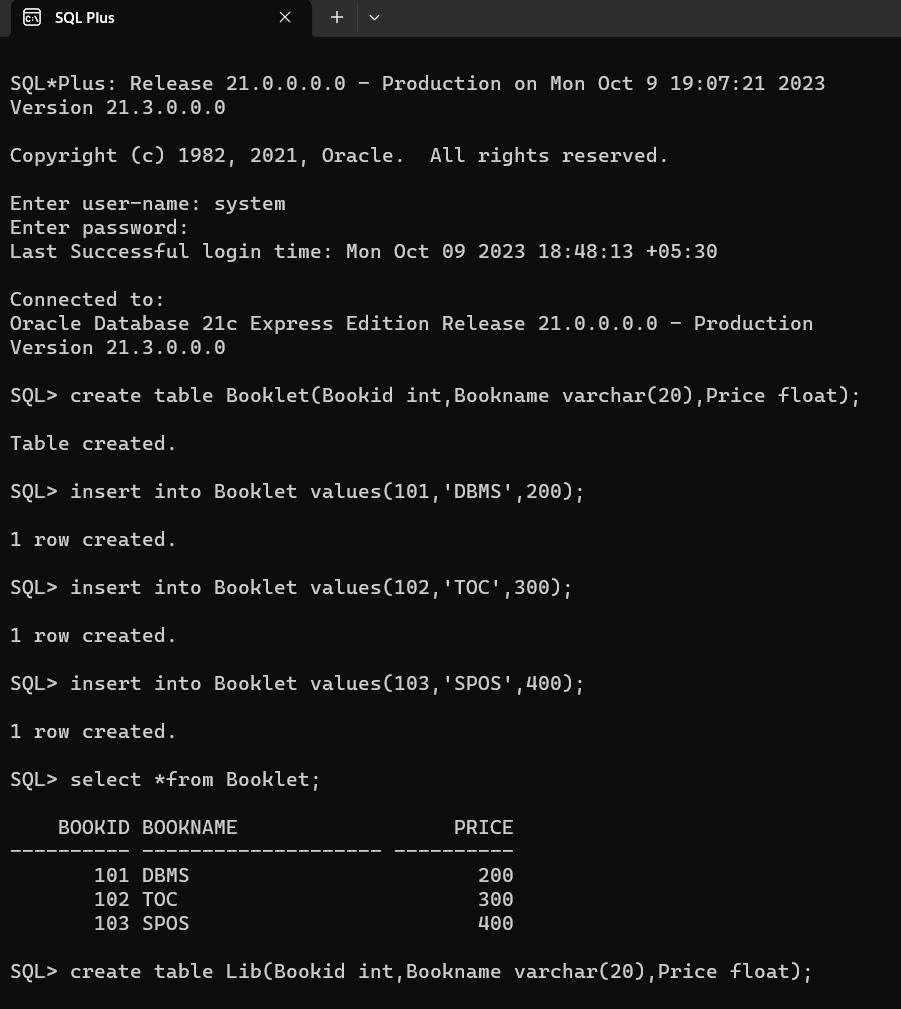 SQL Plus
SQL*Plus: Release 21.0.0.0.0 - Production on Mon Oct 9 19:07:21 2023
Version 21.3.0.0.0
Copyright (c) 1982, 2021, Oracle.  All rights reserved.
Enter user-name: system
Enter password:
Last Successful login time: Mon Oct 09 2023 18:48:13 +05:30
Connected to:
Oracle Database 21c Express Edition Release 21.0.0.0.0 - Production
Version 21.3.0.0.0
SQL> create table Booklet(Bookid int,Bookname varchar(20),Price float);
Table created.
SQL> insert into Booklet values(101,'DBMS',200);
1 row created.
SQL> insert into Booklet values(102,'TOC',300);
1 row created.
SQL> insert into Booklet values(103,'SPOS',400);
1 row created.
SQL> select *from Booklet;
    BOOKID BOOKNAME                  PRICE
---------- -------------------- ----------
       101 DBMS                        200
       102 TOC                         300
       103 SPOS                        400
SQL> create table Lib(Bookid int,Bookname varchar(20),Price float);